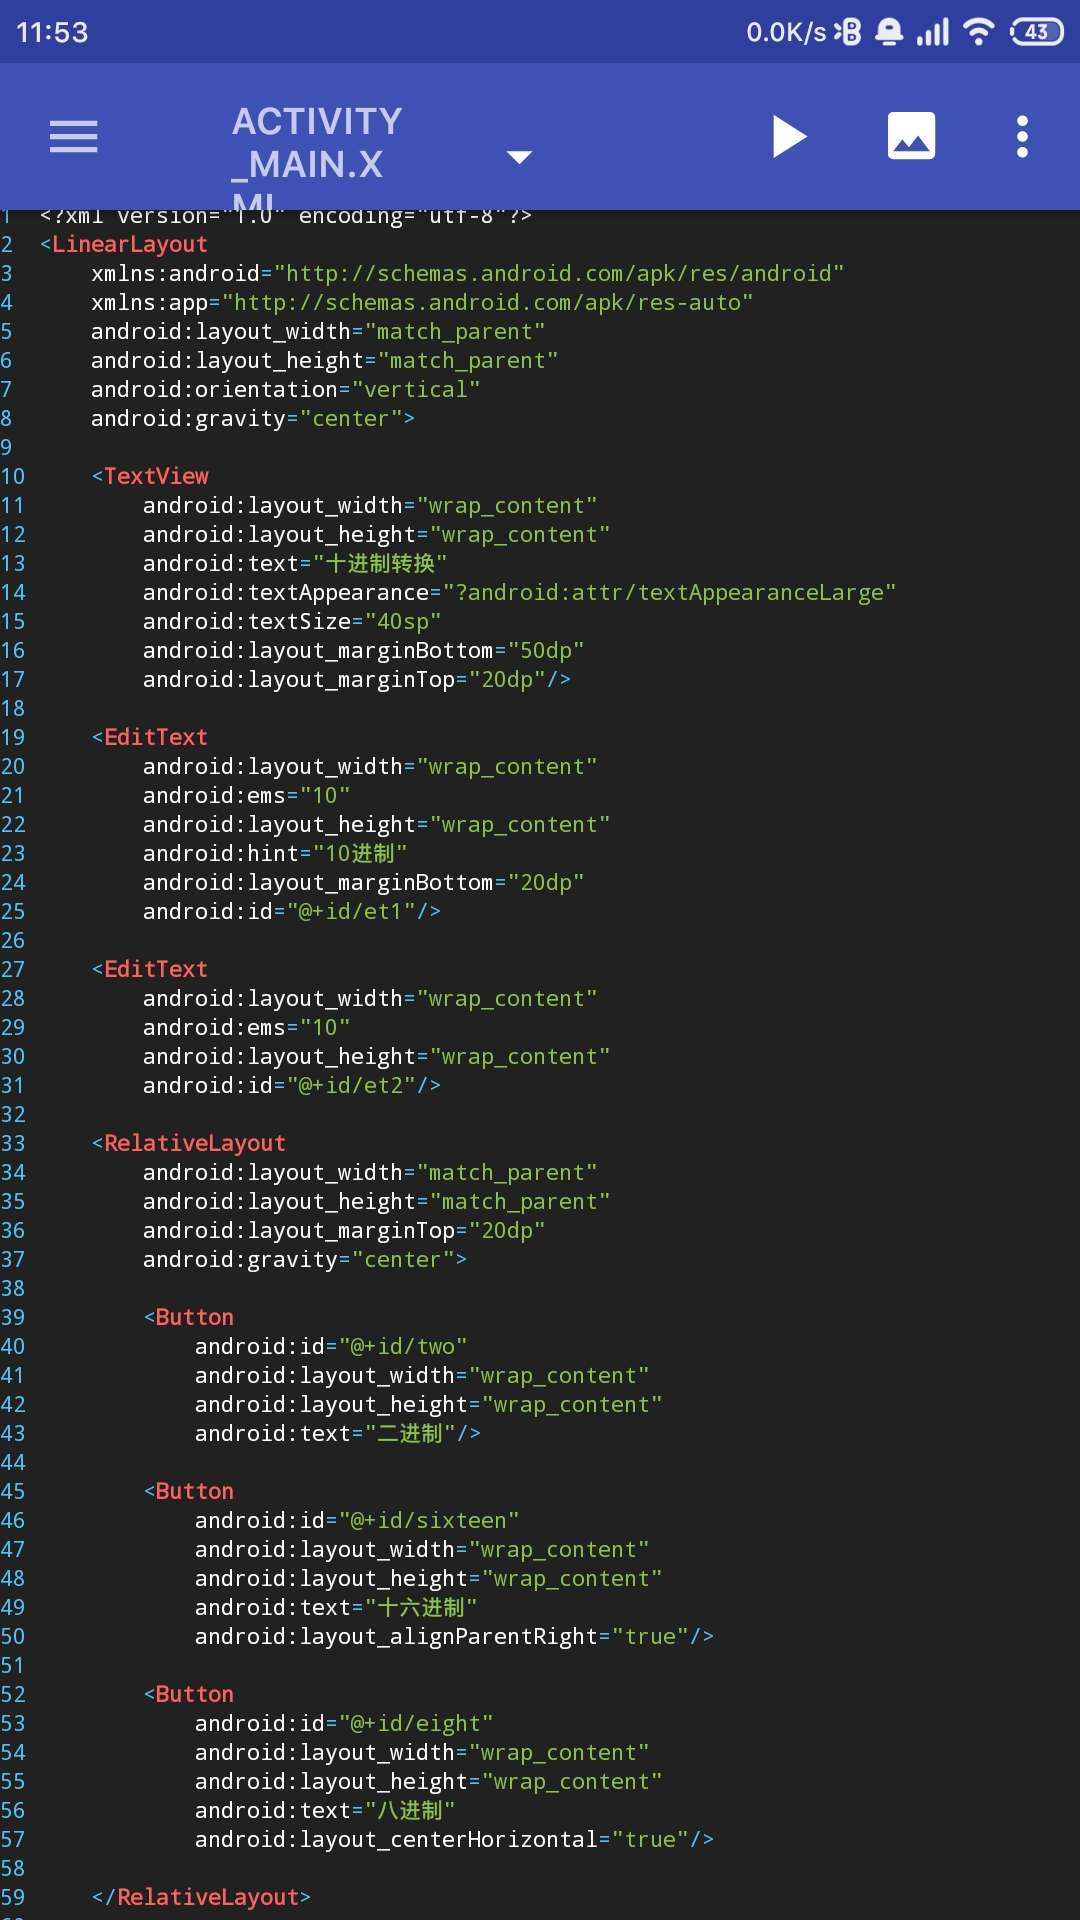 11:53 0.0K/s 43
ACTIVITY
_MAIN.X
ML
1 <?xml version="1.0" encoding="utf-8"?>
2 <LinearLayout
3     xmlns:android="http://schemas.android.com/apk/res/android"
4     xmlns:app="http://schemas.android.com/apk/res-auto"
5     android:layout_width="match_parent"
6     android:layout_height="match_parent"
7     android:orientation="vertical"
8     android:gravity="center">
9
10     <TextView
11         android:layout_width="wrap_content"
12         android:layout_height="wrap_content"
13         android:text="十进制转换"
14         android:textAppearance="?android:attr/textAppearanceLarge"
15         android:textSize="40sp"
16         android:layout_marginBottom="50dp"
17         android:layout_marginTop="20dp"/>
18
19     <EditText
20         android:layout_width="wrap_content"
21         android:ems="10"
22         android:layout_height="wrap_content"
23         android:hint="10进制"
24         android:layout_marginBottom="20dp"
25         android:id="@+id/et1"/>
26
27     <EditText
28         android:layout_width="wrap_content"
29         android:ems="10"
30         android:layout_height="wrap_content"
31         android:id="@+id/et2"/>
32
33     <RelativeLayout
34         android:layout_width="match_parent"
35         android:layout_height="match_parent"
36         android:layout_marginTop="20dp"
37         android:gravity="center">
38
39         <Button
40             android:id="@+id/two"
41             android:layout_width="wrap_content"
42             android:layout_height="wrap_content"
43             android:text="二进制"/>
44
45         <Button
46             android:id="@+id/sixteen"
47             android:layout_width="wrap_content"
48             android:layout_height="wrap_content"
49             android:text="十六进制"
50             android:layout_alignParentRight="true"/>
51
52         <Button
53             android:id="@+id/eight"
54             android:layout_width="wrap_content"
55             android:layout_height="wrap_content"
56             android:text="八进制"
57             android:layout_centerHorizontal="true"/>
58
59     </RelativeLayout>